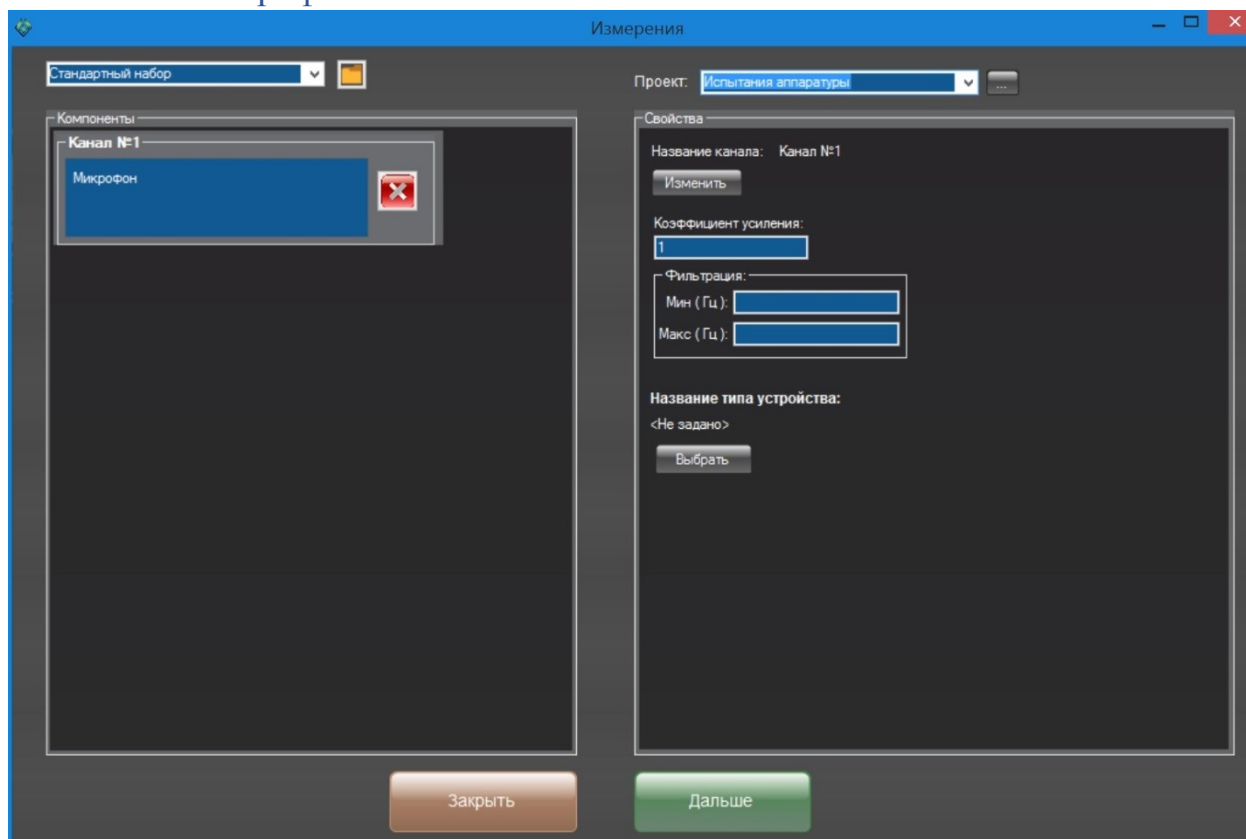 Измерения
Стандартный набор
Проект: Испытания аппаратуры ...
Компоненты
Канал №1
Микрофон
Свойства
Название канала: Канал №1
Изменить
Коэффициент усиления:
1
Фильтрация:
Мин ( Гц ):
Макс ( Гц ):
Название типа устройства:
<Не задано>
Выбрать
Закрыть
Дальше